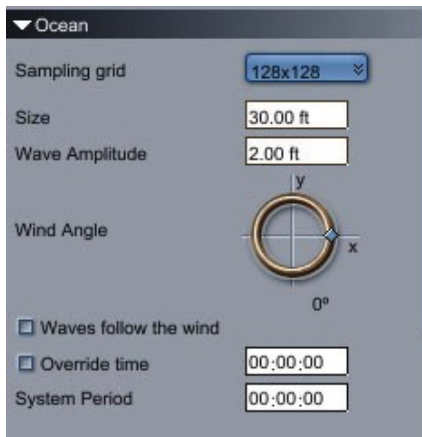 Ocean
Sampling grid 128x128
Size 30.00 ft
Wave Amplitude 2.00 ft
y
Wind Angle
x
0º
Waves follow the wind
Override time 00:00:00
System Period 00:00:00